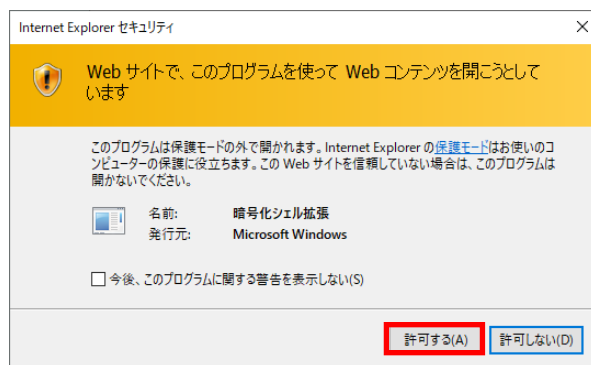 Internet Explorer セキュリティ
Web サイトで、このプログラムを使って Web コンテンツを開こうとして
います
このプログラムは保護モードの外で開かれます。Internet Explorer の保護モードはお使いのコ
ンピューターの保護に役立ちます。この Web サイトを信頼していない場合は、このプログラムは
開かないでください。
名前: 暗号化シェル拡張
発行元: Microsoft Windows
今後、このプログラムに関する警告を表示しない(S)
許可する(A) 許可しない(D)